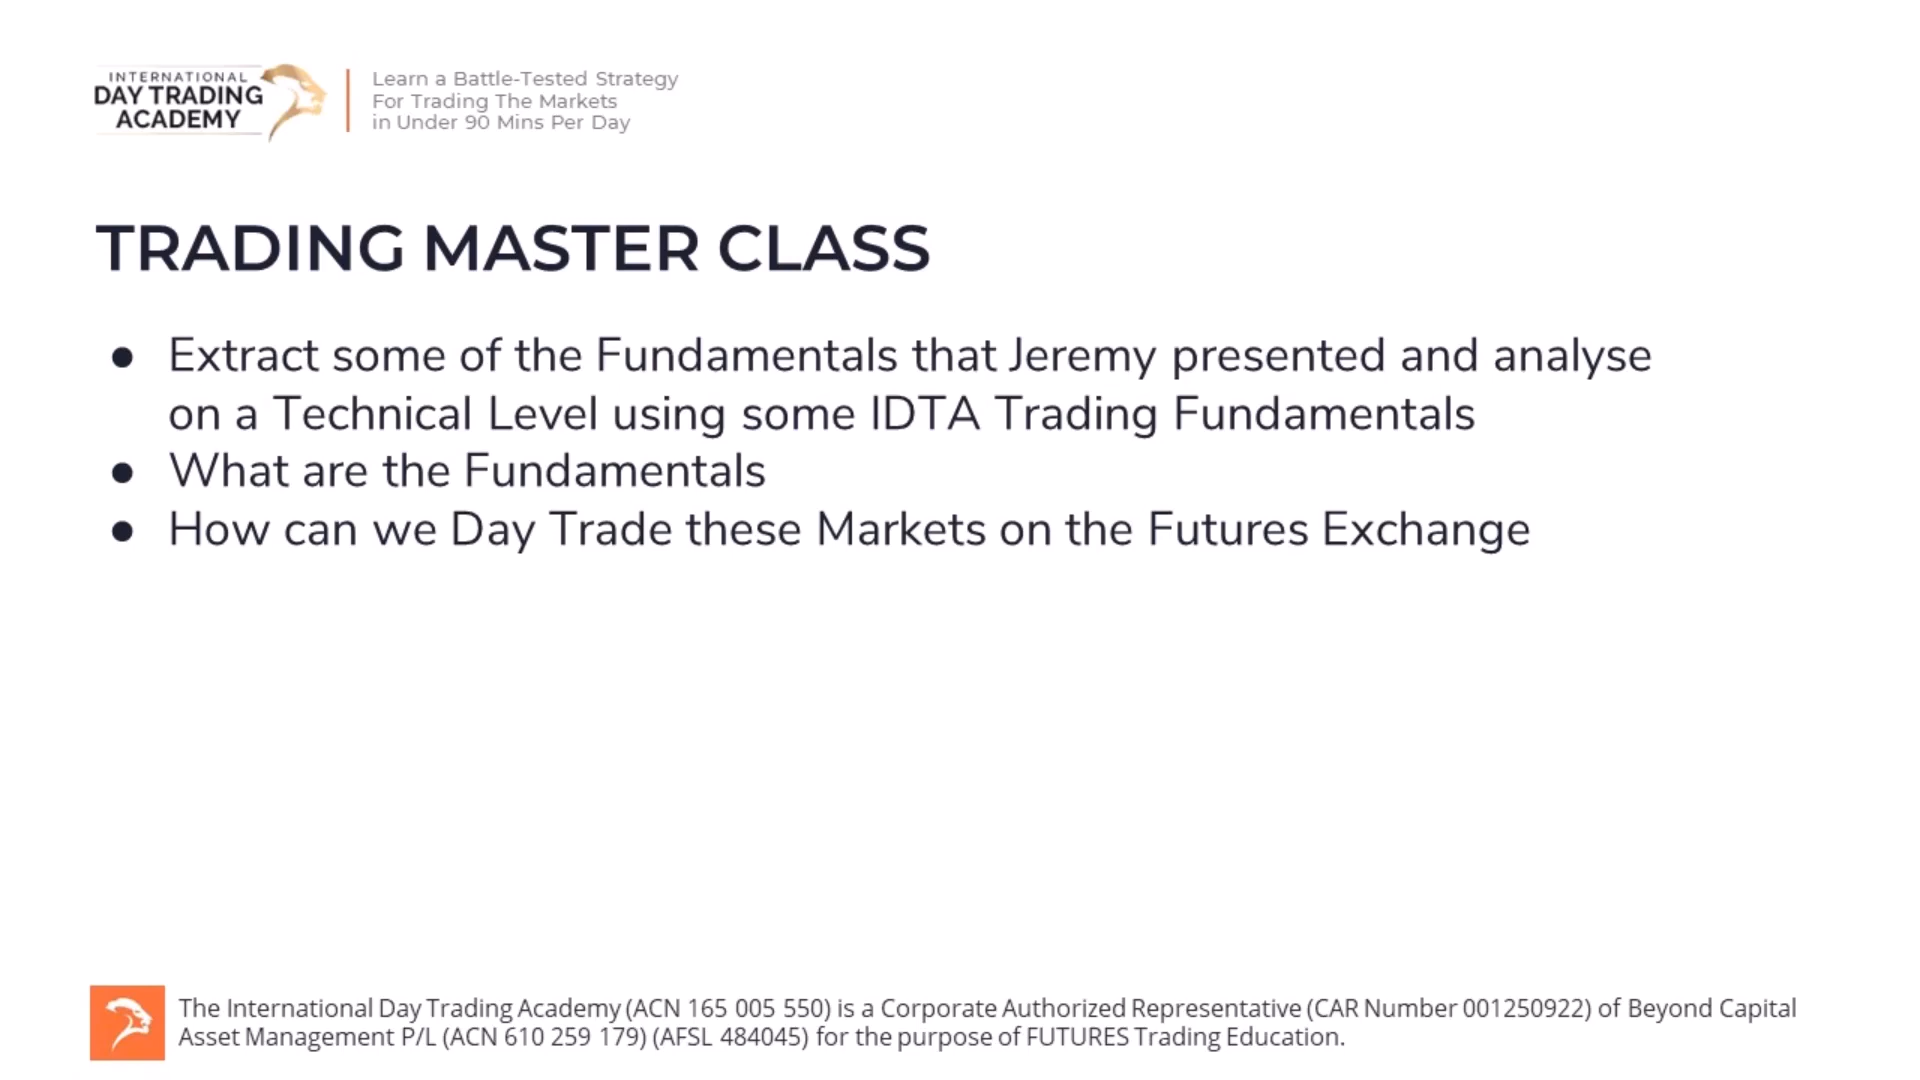 INTERNATIONAL
DAY TRADING
ACADEMY
Learn a Battle-Tested Strategy
For Trading The Markets
in Under 90 Mins Per Day
TRADING MASTER CLASS
● Extract some of the Fundamentals that Jeremy presented and analyse
on a Technical Level using some IDTA Trading Fundamentals
● What are the Fundamentals
● How can we Day Trade these Markets on the Futures Exchange
The International Day Trading Academy (ACN 165 005 550) is a Corporate Authorized Representative (CAR Number 001250922) of Beyond Capital
Asset Management P/L (ACN 610 259 179) (AFSL 484045) for the purpose of FUTURES Trading Education.